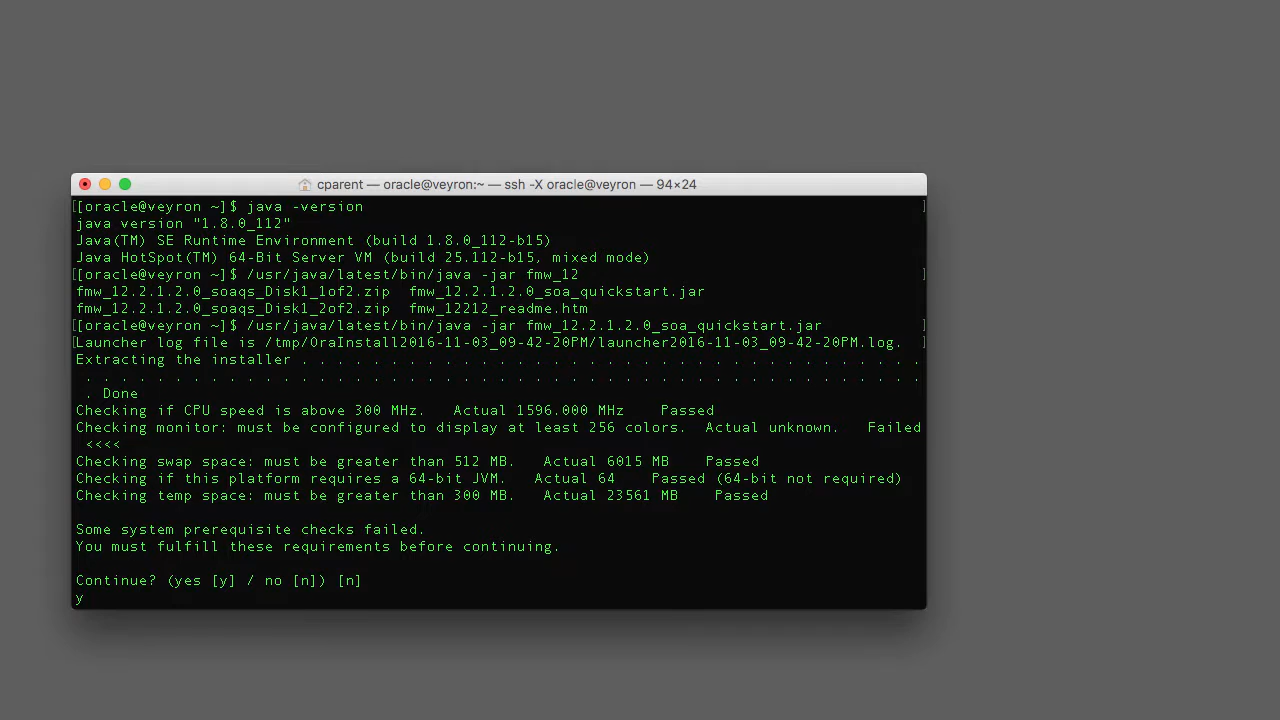 cparent — oracle@veyron:~ — ssh -X oracle@veyron — 94×24
[[oracle@veyron ~]$ java -version ]
java version "1.8.0_112"
Java(TM) SE Runtime Environment (build 1.8.0_112-b15)
Java HotSpot(TM) 64-Bit Server VM (build 25.112-b15, mixed mode)
[[oracle@veyron ~]$ /usr/java/latest/bin/java -jar fmw_12 ]
fmw_12.2.1.2.0_soaqs_Disk1_1of2.zip  fmw_12.2.1.2.0_soa_quickstart.jar
fmw_12.2.1.2.0_soaqs_Disk1_2of2.zip  fmw_12212_readme.htm
[[oracle@veyron ~]$ /usr/java/latest/bin/java -jar fmw_12.2.1.2.0_soa_quickstart.jar ]
[Launcher log file is /tmp/OraInstall2016-11-03_09-42-20PM/launcher2016-11-03_09-42-20PM.log. ]
Extracting the installer . . . . . . . . . . . . . . . . . . . . . . . . . . . . . . . . . . .
. . . . . . . . . . . . . . . . . . . . . . . . . . . . . . . . . . . . . . . . . . . . . . .
. Done
Checking if CPU speed is above 300 MHz.   Actual 1596.000 MHz    Passed
Checking monitor: must be configured to display at least 256 colors.  Actual unknown.   Failed
<<<<
Checking swap space: must be greater than 512 MB.   Actual 6015 MB    Passed
Checking if this platform requires a 64-bit JVM.   Actual 64    Passed (64-bit not required)
Checking temp space: must be greater than 300 MB.   Actual 23561 MB    Passed
Some system prerequisite checks failed.
You must fulfill these requirements before continuing.
Continue? (yes [y] / no [n]) [n]
y